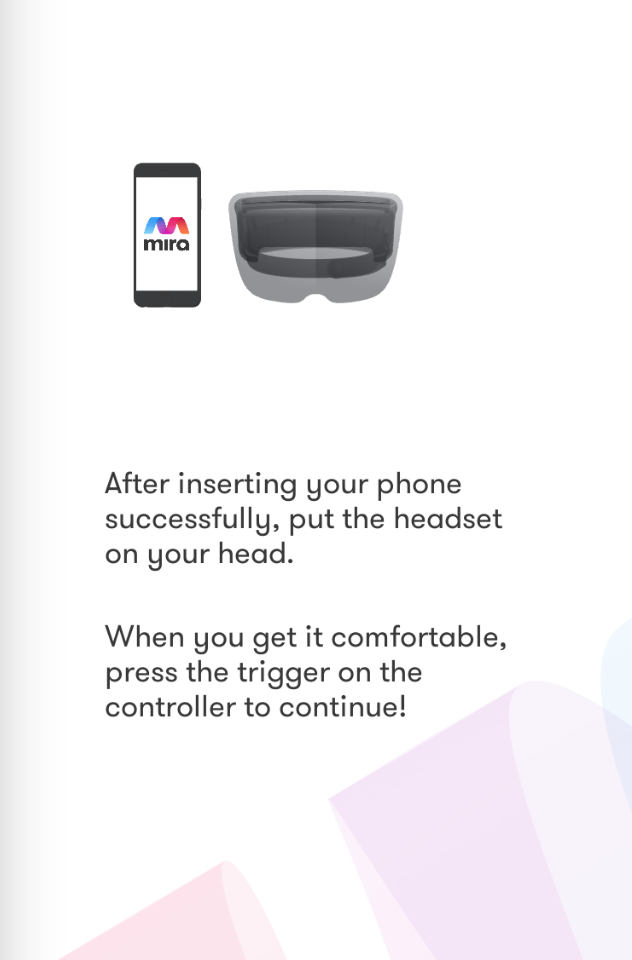 mira
After inserting your phone
successfully, put the headset
on your head.
When you get it comfortable,
press the trigger on the
controller to continue!